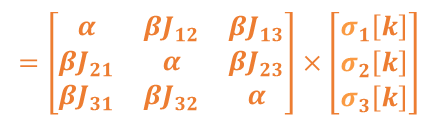 = [ α βJ₁₂ βJ₁₃ ; βJ₂₁ α βJ₂₃ ; βJ₃₁ βJ₃₂ α ] × [ σ₁[k] ; σ₂[k] ; σ₃[k] ]